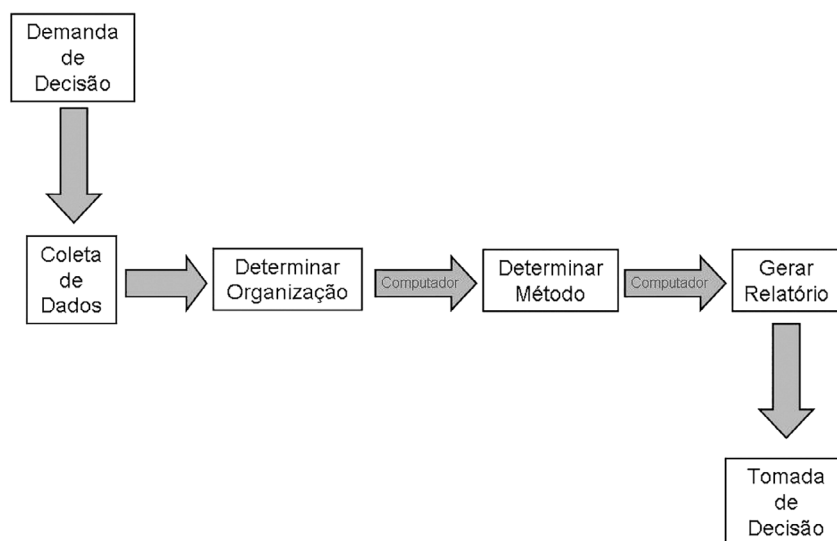 Demanda
de
Decisão
Coleta
de
Dados
Determinar
Organização
Computador
Determinar
Método
Computador
Gerar
Relatório
Tomada
de
Decisão